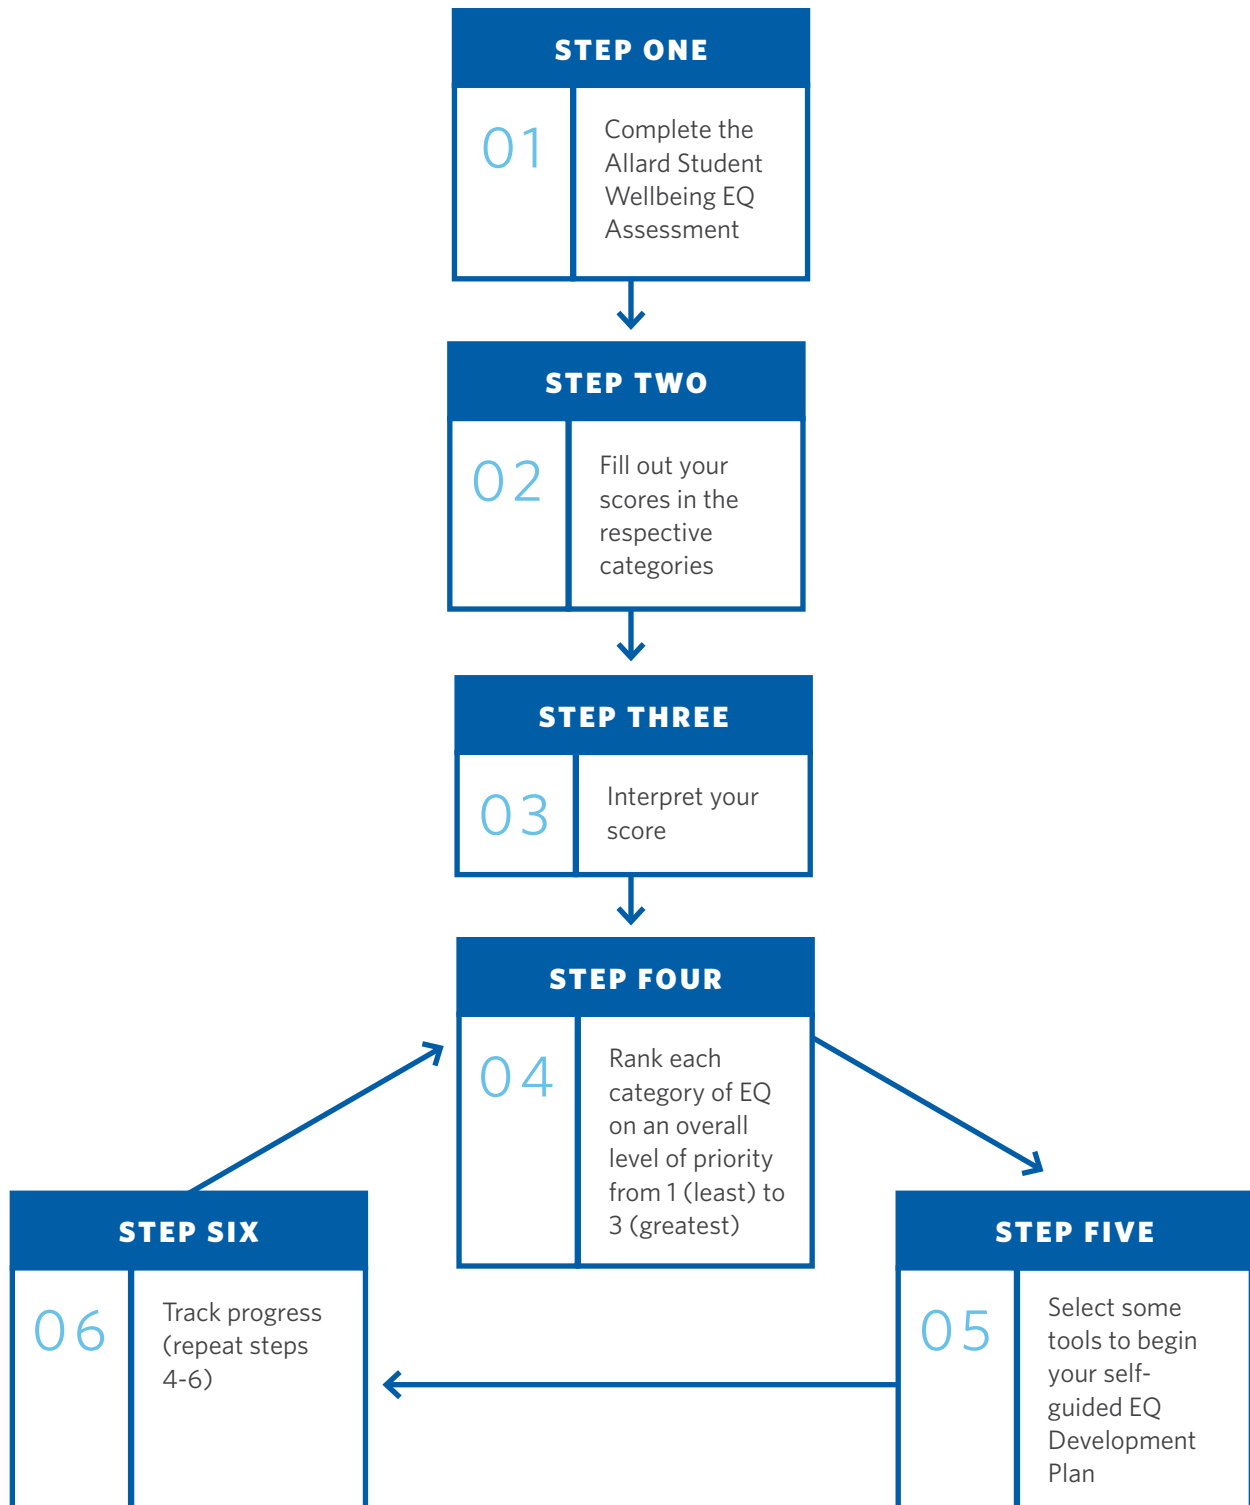 STEP ONE
01
Complete the
Allard Student
Wellbeing EQ
Assessment
STEP TWO
02
Fill out your
scores in the
respective
categories
STEP THREE
03
Interpret your
score
STEP FOUR
04
Rank each
category of EQ
on an overall
level of priority
from 1 (least) to
3 (greatest)
STEP FIVE
05
Select some
tools to begin
your self-
guided EQ
Development
Plan
STEP SIX
06
Track progress
(repeat steps
4-6)